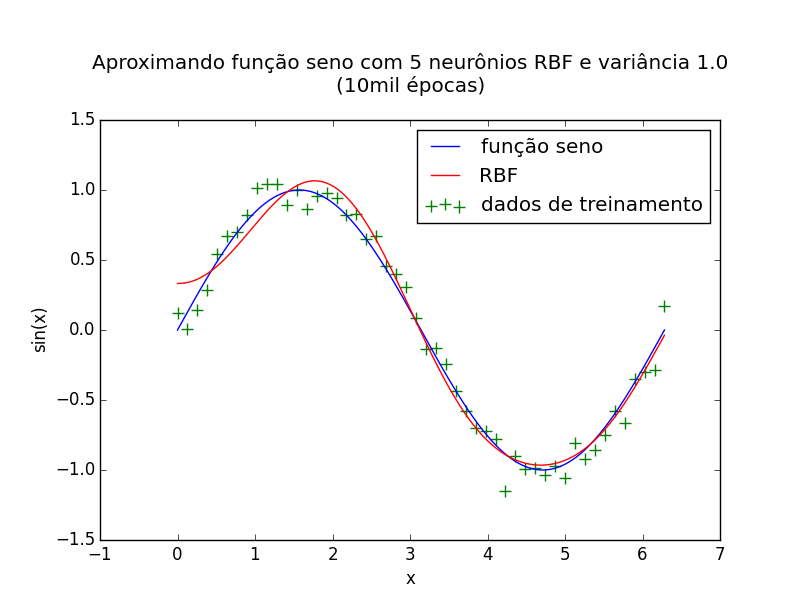 Aproximando função seno com 5 neurônios RBF e variância 1.0
(10mil épocas)
1.5
1.0
0.5
0.0
−0.5
−1.0
−1.5
sin(x)
função seno
RBF
dados de treinamento
−1 0 1 2 3 4 5 6 7
x